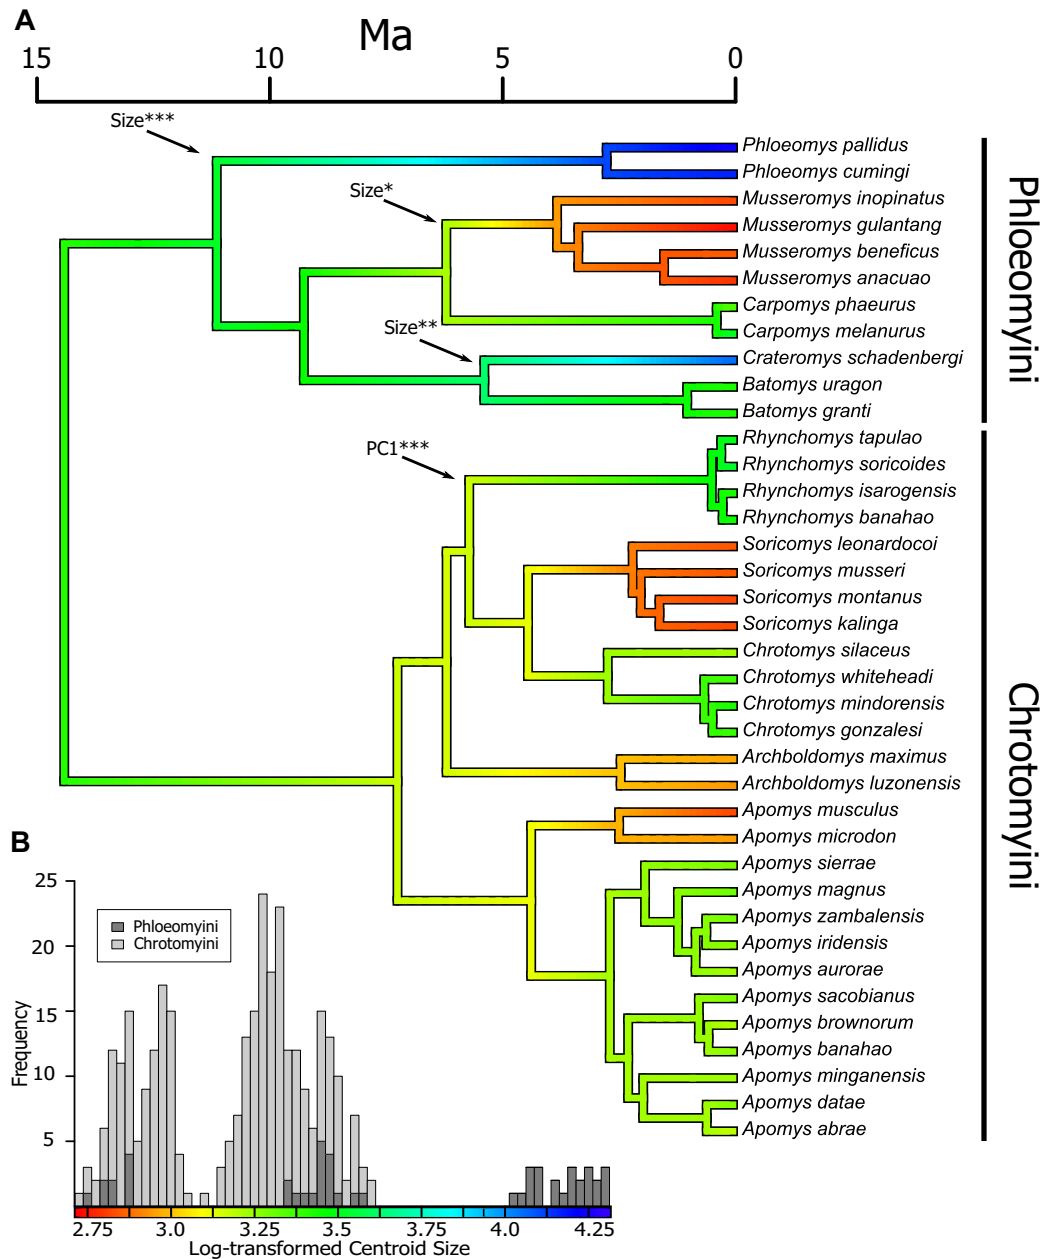 A
Ma
15 10 5 0
Size***
Phloeomys pallidus
Phloeomys cumingi
Size*
Musseromys inopinatus
Musseromys gulantang
Musseromys beneficus
Musseromys anacuao
Carpomys phaeurus
Carpomys melanurus
Size**
Crateromys schadenbergi
Batomys uragon
Batomys granti
Phloeomyini
PC1***
Rhynchomys tapulao
Rhynchomys soricoides
Rhynchomys isarogensis
Rhynchomys banahao
Soricomys leonardocoi
Soricomys musseri
Soricomys montanus
Soricomys kalinga
Chrotomys silaceus
Chrotomys whiteheadi
Chrotomys mindorensis
Chrotomys gonzalesi
Archboldomys maximus
Archboldomys luzonensis
Apomys musculus
Apomys microdon
Apomys sierrae
Apomys magnus
Apomys zambalensis
Apomys iridensis
Apomys aurorae
Apomys sacobianus
Apomys brownorum
Apomys banahao
Apomys minganensis
Apomys datae
Apomys abrae
Chrotomyini
B
25
20
15
10
5
Frequency
Phloeomyini
Chrotomyini
2.75 3.0 3.25 3.5 3.75 4.0 4.25
Log-transformed Centroid Size